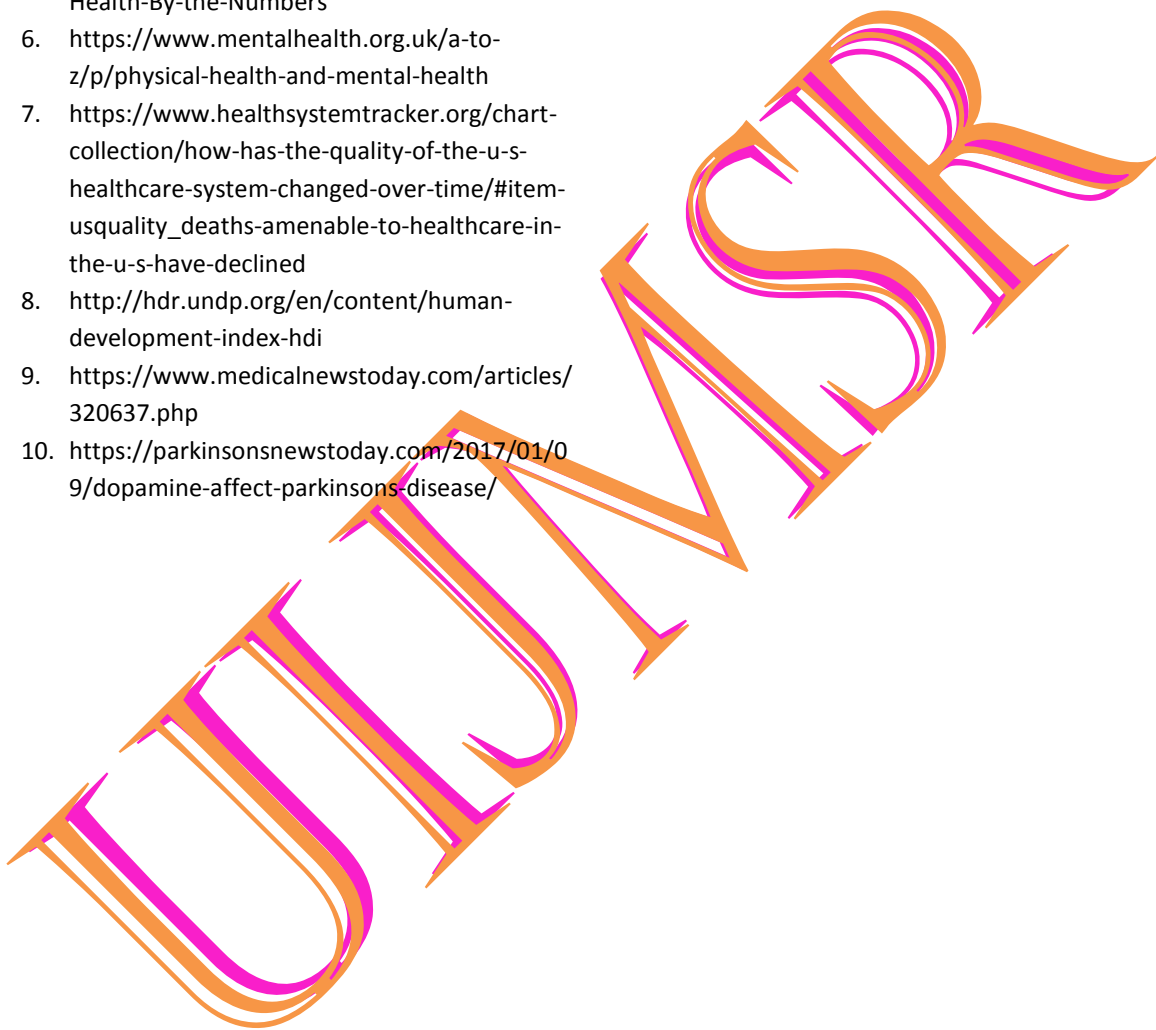 Health-By-the-Numbers
6. https://www.mentalhealth.org.uk/a-to-
z/p/physical-health-and-mental-health
7. https://www.healthsystemtracker.org/chart-
collection/how-has-the-quality-of-the-u-s-
healthcare-system-changed-over-time/#item-
usquality_deaths-amenable-to-healthcare-in-
the-u-s-have-declined
8. http://hdr.undp.org/en/content/human-
development-index-hdi
9. https://www.medicalnewstoday.com/articles/
320637.php
10. https://parkinsonsnewstoday.com/2017/01/0
9/dopamine-affect-parkinsons-disease/
UIJMSR